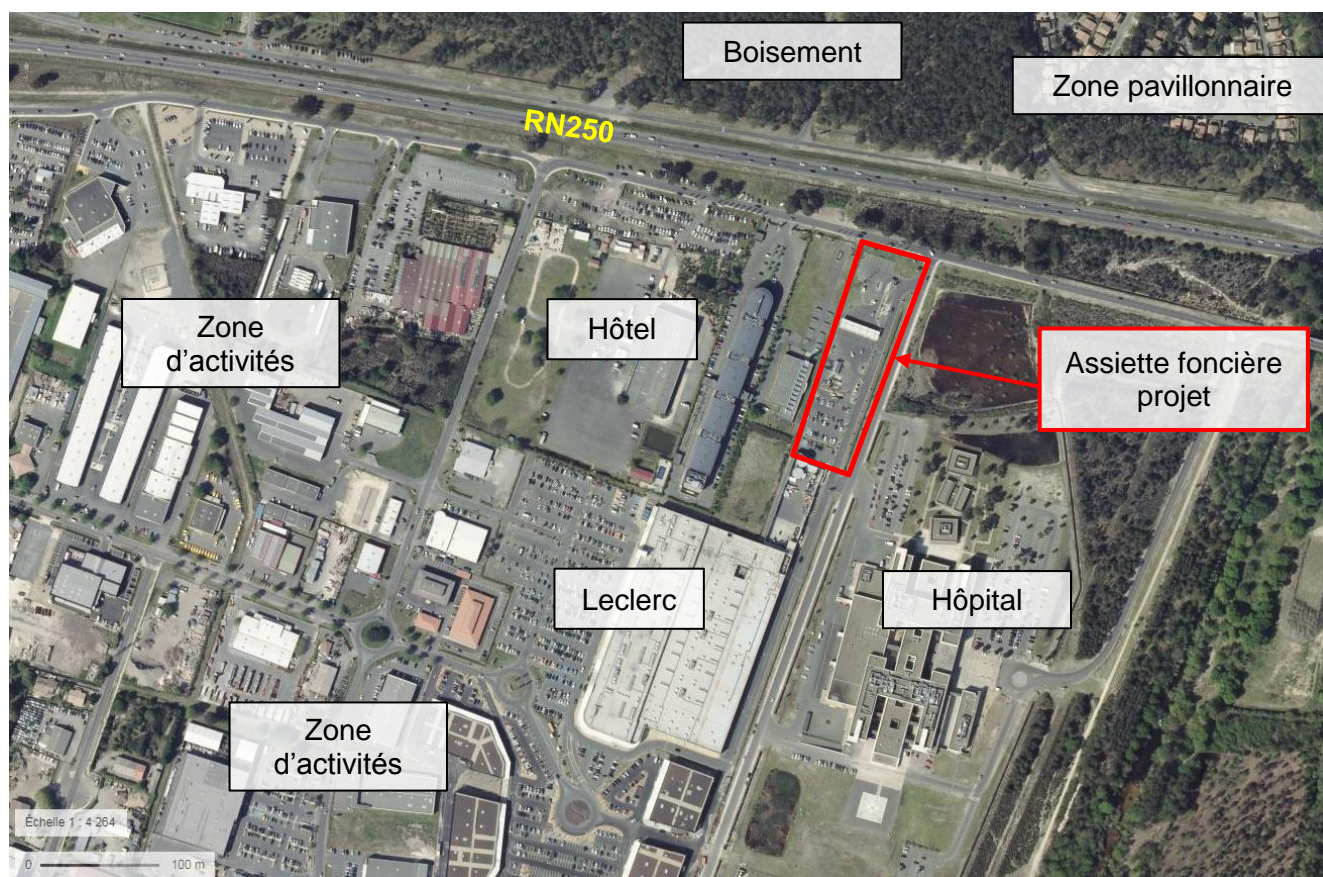 Boisement
Zone pavillonnaire
RN250
Zone
d'activités
Hôtel
Assiette foncière
projet
Leclerc
Hôpital
Zone
d'activités
Échelle 1 : 4 264
0
100 m